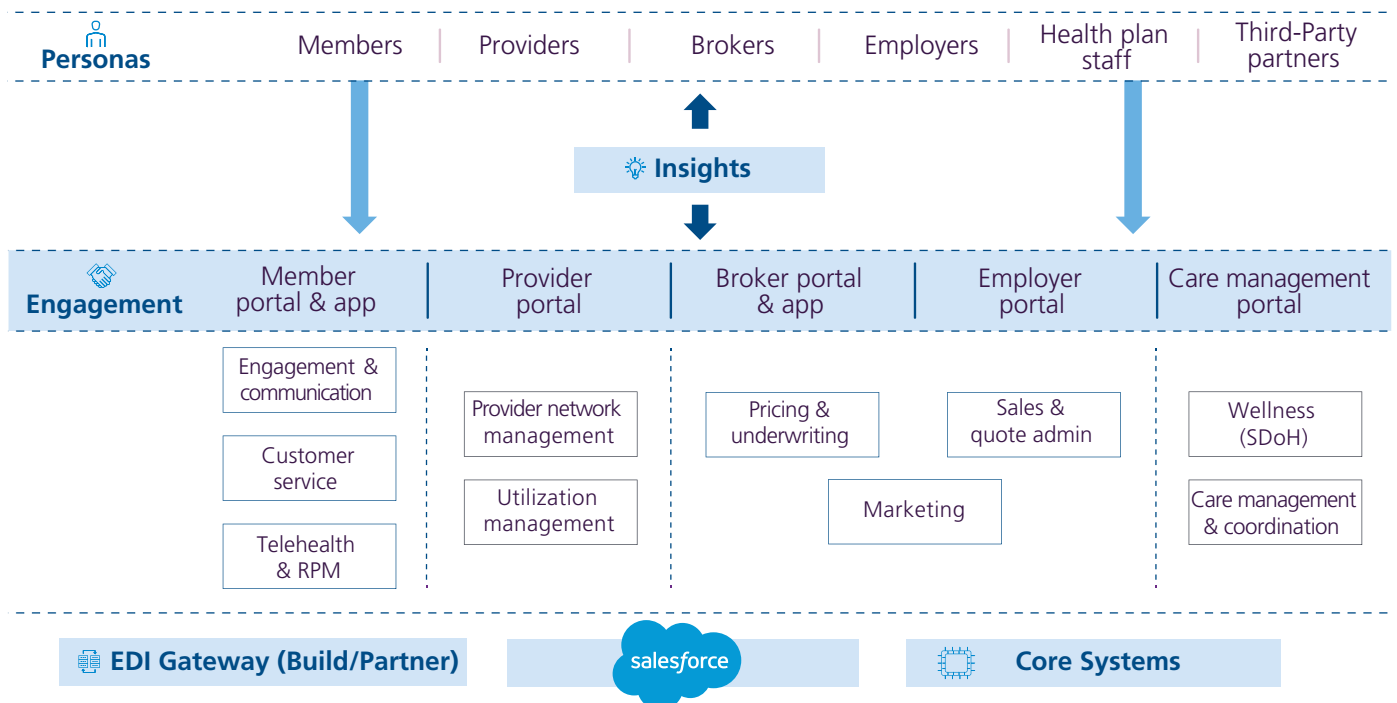 Personas
Members
Providers
Brokers
Employers
Health plan
staff
Third-Party
partners
Insights
Engagement
Member
portal & app
Provider
portal
Broker portal
& app
Employer
portal
Care management
portal
Engagement &
communication
Customer
service
Telehealth
& RPM
Provider network
management
Utilization
management
Pricing &
underwriting
Sales &
quote admin
Marketing
Wellness
(SDoH)
Care management
& coordination
EDI Gateway (Build/Partner)
salesforce
Core Systems